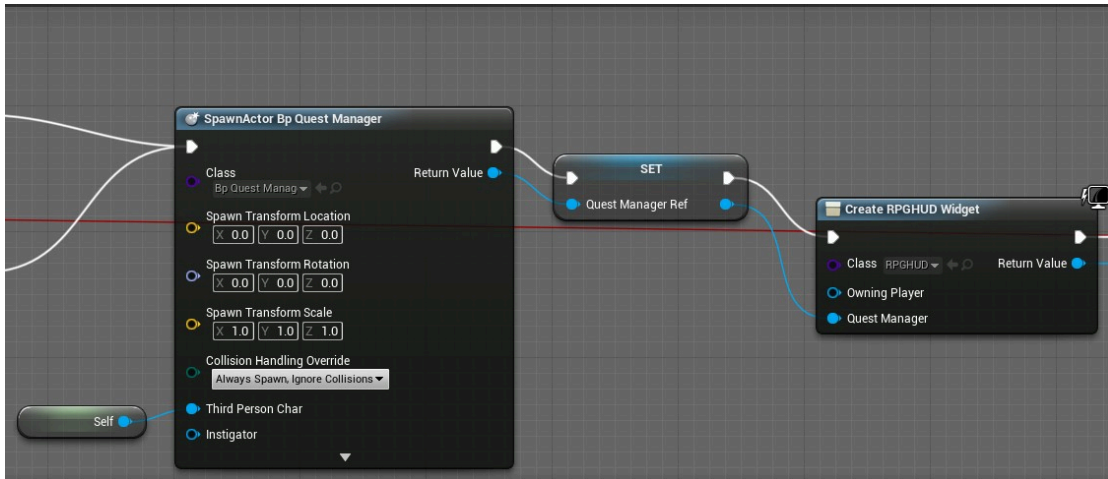 SpawnActor Bp Quest Manager
Class
Bp Quest Manag
Return Value
Spawn Transform Location
X 0.0 Y 0.0 Z 0.0
Spawn Transform Rotation
X 0.0 Y 0.0 Z 0.0
Spawn Transform Scale
X 1.0 Y 1.0 Z 1.0
Collision Handling Override
Always Spawn, Ignore Collisions
Third Person Char
Instigator
Self
SET
Quest Manager Ref
Create RPGHUD Widget
Class RPGHUD
Return Value
Owning Player
Quest Manager